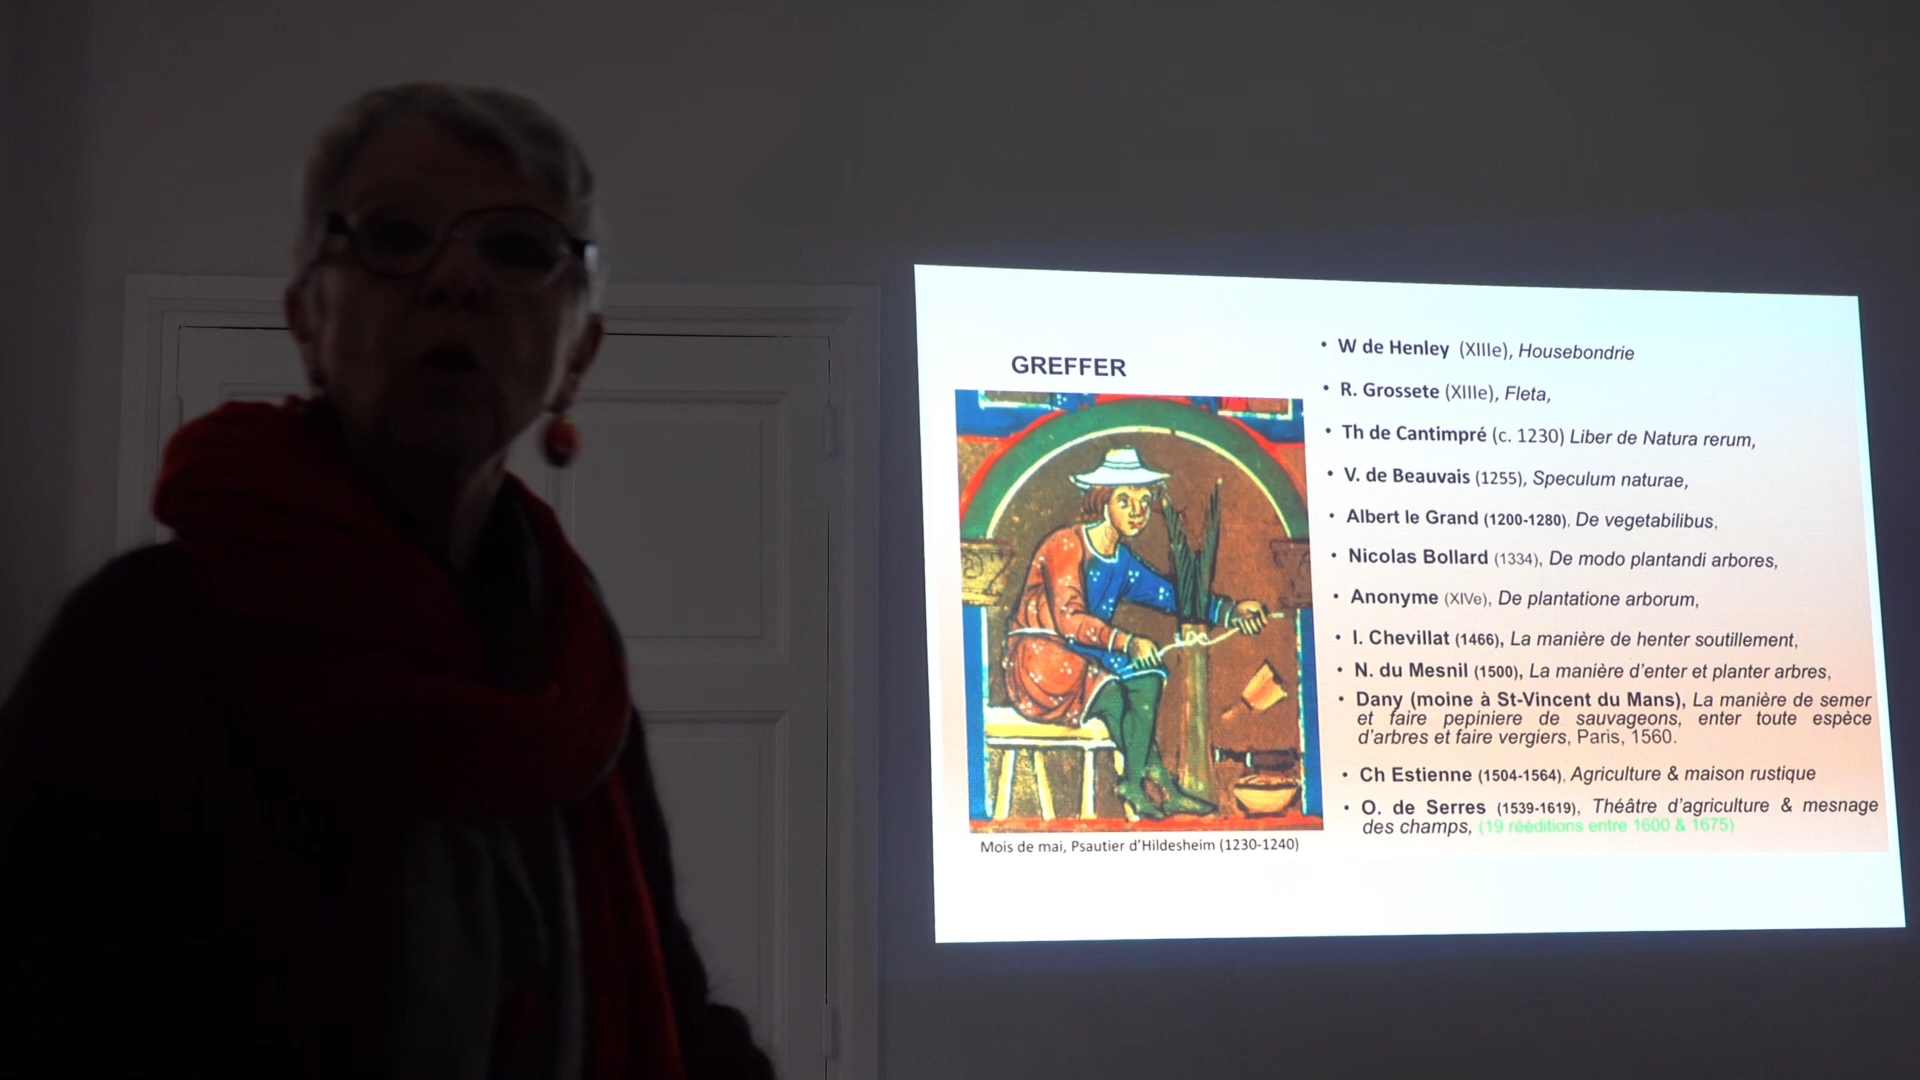 GREFFER
Mois de mai, Psautier d'Hildesheim (1230-1240)
• W de Henley (XIIIe), Housebondrie
• R. Grossete (XIIIe), Fleta,
• Th de Cantimpré (c. 1230) Liber de Natura rerum,
• V. de Beauvais (1255), Speculum naturae,
• Albert le Grand (1200-1280), De vegetabilibus,
• Nicolas Bollard (1334), De modo plantandi arbores,
• Anonyme (XIVe), De plantatione arborum,
• I. Chevillat (1466), La manière de henter soutillement,
• N. du Mesnil (1500), La manière d'enter et planter arbres,
• Dany (moine à St-Vincent du Mans), La manière de semer
et faire pepiniere de sauvageons, enter toute espèce
d'arbres et faire vergiers, Paris, 1560.
• Ch Estienne (1504-1564), Agriculture & maison rustique
• O. de Serres (1539-1619), Théâtre d'agriculture & mesnage
des champs, (19 rééditions entre 1600 & 1675)